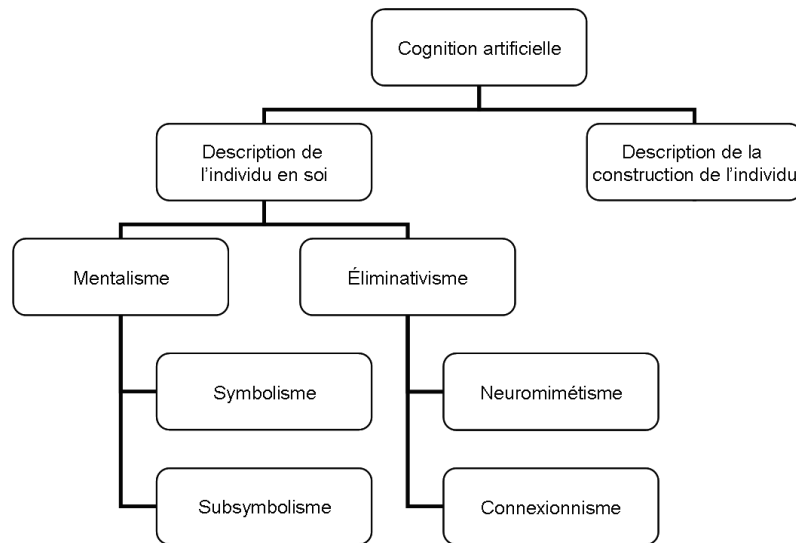 Cognition artificielle
Description de
l'individu en soi
Description de la
construction de l'individu
Mentalisme
Éliminativisme
Symbolisme
Neuromimétisme
Subsymbolisme
Connexionnisme